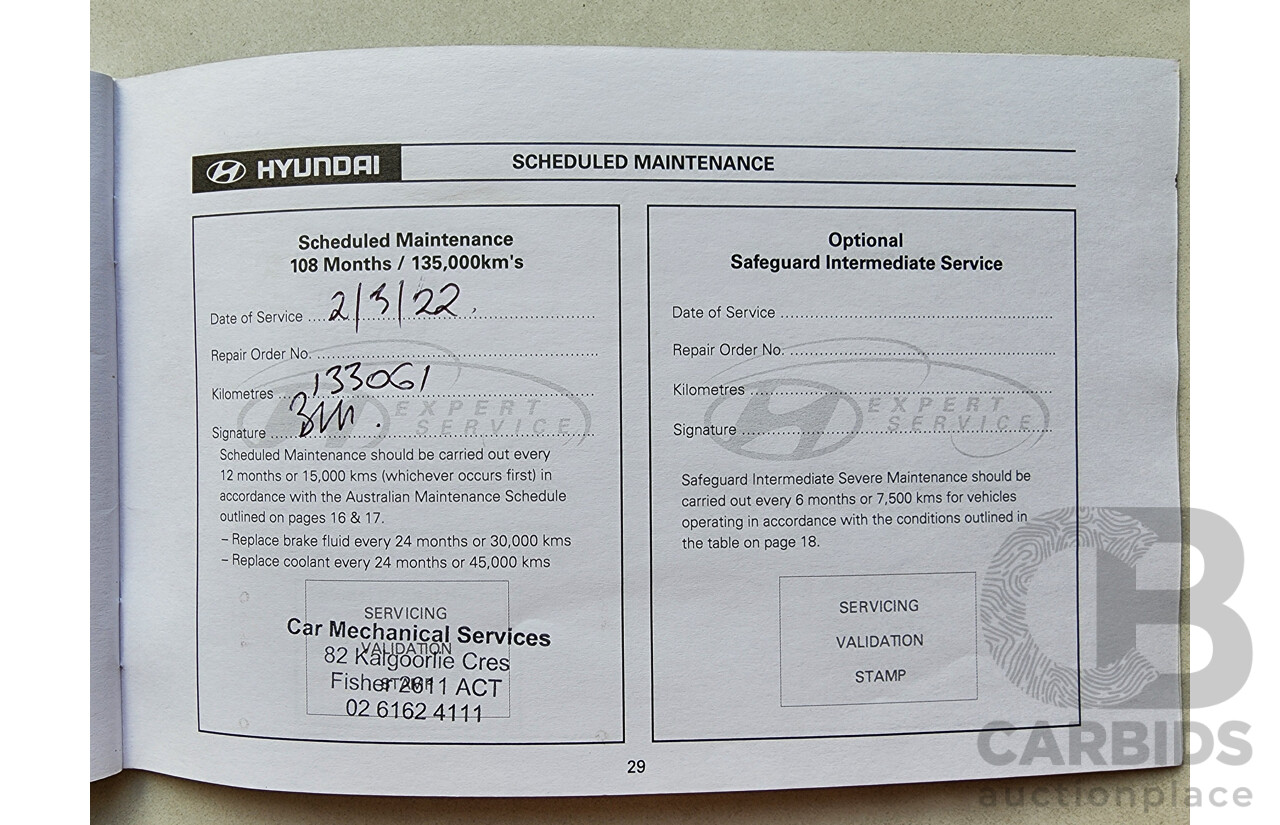 HYUNDAI
SCHEDULED MAINTENANCE
Scheduled Maintenance
108 Months / 135,000km's
Date of Service 2/3/22.
Repair Order No.
Kilometres 133061
Signature
EXPERT
SERVICE
Scheduled Maintenance should be carried out every
12 months or 15,000 kms (whichever occurs first) in
accordance with the Australian Maintenance Schedule
outlined on pages 16 & 17.
– Replace brake fluid every 24 months or 30,000 kms
– Replace coolant every 24 months or 45,000 kms
SERVICING
VALIDATION
STAMP
Car Mechanical Services
82 Kalgoorlie Cres
Fisher 2611 ACT
02 6162 4111
Optional
Safeguard Intermediate Service
Date of Service
Repair Order No.
Kilometres
Signature
EXPERT
SERVICE
Safeguard Intermediate Severe Maintenance should be
carried out every 6 months or 7,500 kms for vehicles
operating in accordance with the conditions outlined in
the table on page 18.
SERVICING
VALIDATION
STAMP
29
CB
CARBIDS
auctionplace